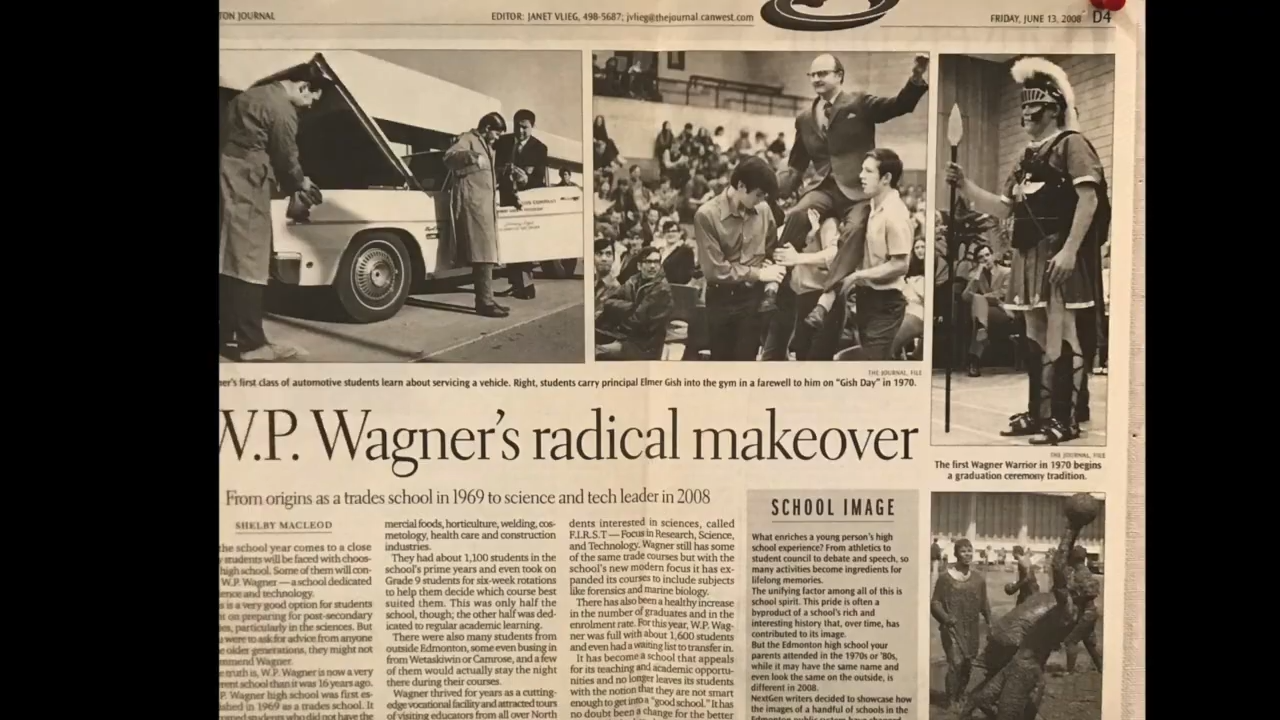 TON JOURNAL
EDITOR: JANET VLIEG, 498-5687; jvlieg@thejournal.canwest.com
FRIDAY, JUNE 13, 2008 D4
THE JOURNAL, FILE
er's first class of automotive students learn about servicing a vehicle. Right, students carry principal Elmer Gish into the gym in a farewell to him on "Gish Day" in 1970.
W.P. Wagner's radical makeover
THE JOURNAL, FILE
The first Wagner Warrior in 1970 begins
a graduation ceremony tradition.
From origins as a trades school in 1969 to science and tech leader in 2008
SHELBY MACLEOD
the school year comes to a close
students will be faced with choos-
high school. Some of them will con-
W.P. Wagner — a school dedicated
ence and technology.
s is a very good option for students
on preparing for post-secondary
es, particularly in the sciences. But
were to ask for advice from anyone
older generations, they might not
mmend Wagner.
e truth is, W.P. Wagner is now a very
rent school than it was 16 years ago.
P. Wagner high school was first es-
shed in 1969 as a trades school. It
med students who did not have the
mercial foods, horticulture, welding, cos-
metology, health care and construction
industries.
They had about 1,100 students in the
school's prime years and even took on
Grade 9 students for six-week rotations
to help them decide which course best
suited them. This was only half the
school, though; the other half was ded-
icated to regular academic learning.
There were also many students from
outside Edmonton, some even busing in
from Wetaskiwin or Camrose, and a few
of them would actually stay the night
there during their courses.
Wagner thrived for years as a cutting-
edge vocational facility and attracted tours
of visiting educators from all over North
dents interested in sciences, called
F.I.R.S.T — Focus in Research, Science,
and Technology. Wagner still has some
of the same trade courses but with the
school's new modern focus it has ex-
panded its courses to include subjects
like forensics and marine biology.
There has also been a healthy increase
in the number of graduates and in the
enrolment rate. For this year, W.P. Wag-
ner was full with about 1,600 students
and even had a waiting list to transfer in.
It has become a school that appeals
for its teaching and academic opportu-
nities and no longer leaves its students
with the notion that they are not smart
enough to get into a "good school." It has
no doubt been a change for the better
SCHOOL IMAGE
What enriches a young person's high
school experience? From athletics to
student council to debate and speech, so
many activities become ingredients for
lifelong memories.
The unifying factor among all of this is
school spirit. This pride is often a
byproduct of a school's rich and
interesting history that, over time, has
contributed to its image.
But the Edmonton high school your
parents attended in the 1970s or '80s,
while it may have the same name and
even look the same on the outside, is
different in 2008.
NextGen writers decided to showcase how
the images of a handful of schools in the